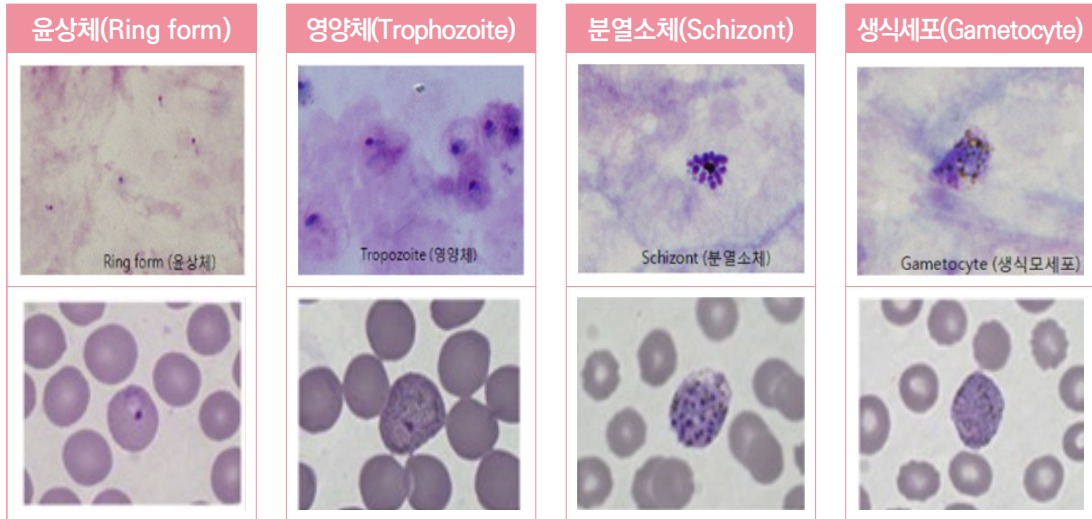 윤상체(Ring form)
영양체(Trophozoite)
분열소체(Schizont)
생식세포(Gametocyte)
Ring form (윤상체)
Tropozoite (영양체)
Schizont (분열소체)
Gametocyte (생식모세포)